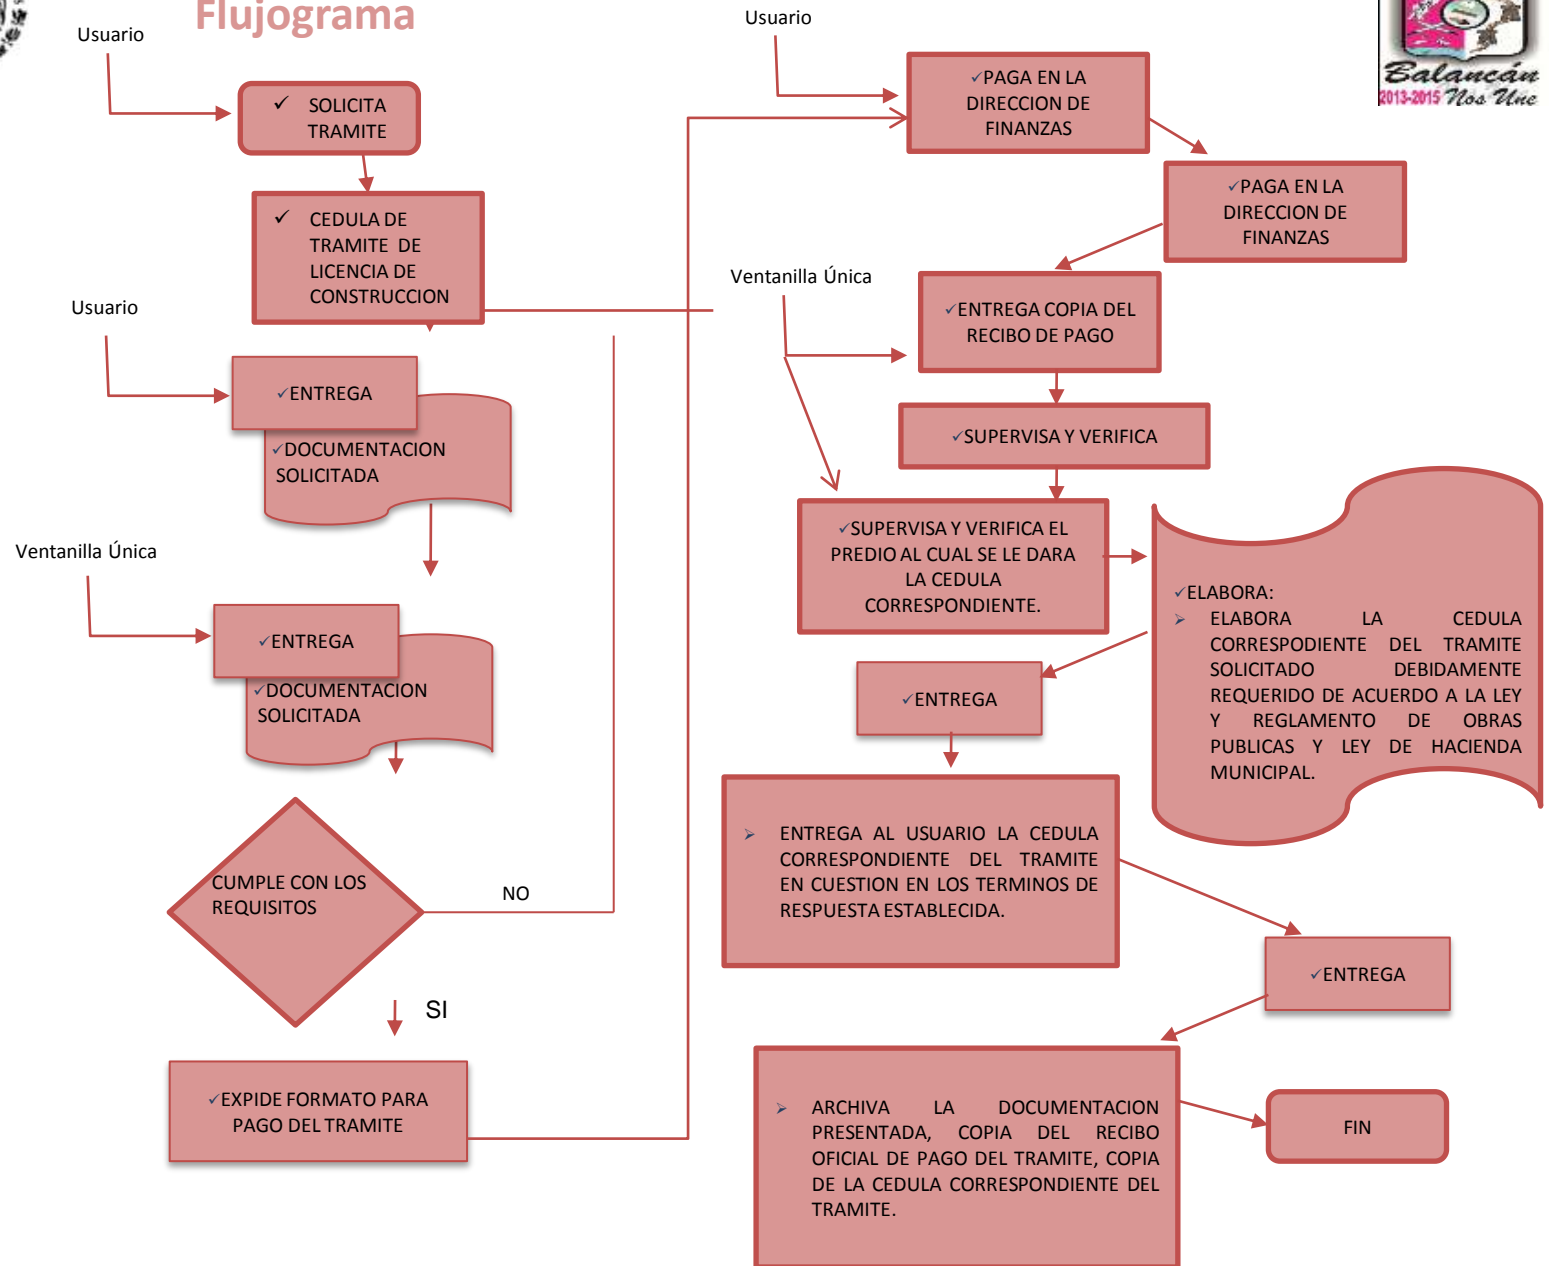 Flujograma
Usuario
✓ SOLICITA
TRAMITE
✓ CEDULA DE
TRAMITE DE
LICENCIA DE
CONSTRUCCION
Usuario
✓ENTREGA
✓DOCUMENTACION
SOLICITADA
Ventanilla Única
✓ENTREGA
✓DOCUMENTACION
SOLICITADA
CUMPLE CON LOS
REQUISITOS
NO
SI
✓EXPIDE FORMATO PARA
PAGO DEL TRAMITE
Usuario
✓PAGA EN LA
DIRECCION DE
FINANZAS
✓PAGA EN LA
DIRECCION DE
FINANZAS
Ventanilla Única
✓ENTREGA COPIA DEL
RECIBO DE PAGO
✓SUPERVISA Y VERIFICA
✓SUPERVISA Y VERIFICA EL
PREDIO AL CUAL SE LE DARA
LA CEDULA
CORRESPONDIENTE.
✓ELABORA:
➢ ELABORA LA CEDULA
CORRESPODIENTE DEL TRAMITE
SOLICITADO DEBIDAMENTE
REQUERIDO DE ACUERDO A LA LEY
Y REGLAMENTO DE OBRAS
PUBLICAS Y LEY DE HACIENDA
MUNICIPAL.
✓ENTREGA
➢ ENTREGA AL USUARIO LA CEDULA
CORRESPONDIENTE DEL TRAMITE
EN CUESTION EN LOS TERMINOS DE
RESPUESTA ESTABLECIDA.
✓ENTREGA
➢ ARCHIVA LA DOCUMENTACION
PRESENTADA, COPIA DEL RECIBO
OFICIAL DE PAGO DEL TRAMITE, COPIA
DE LA CEDULA CORRESPONDIENTE DEL
TRAMITE.
FIN
Balancán
2013-2015 Nos Une